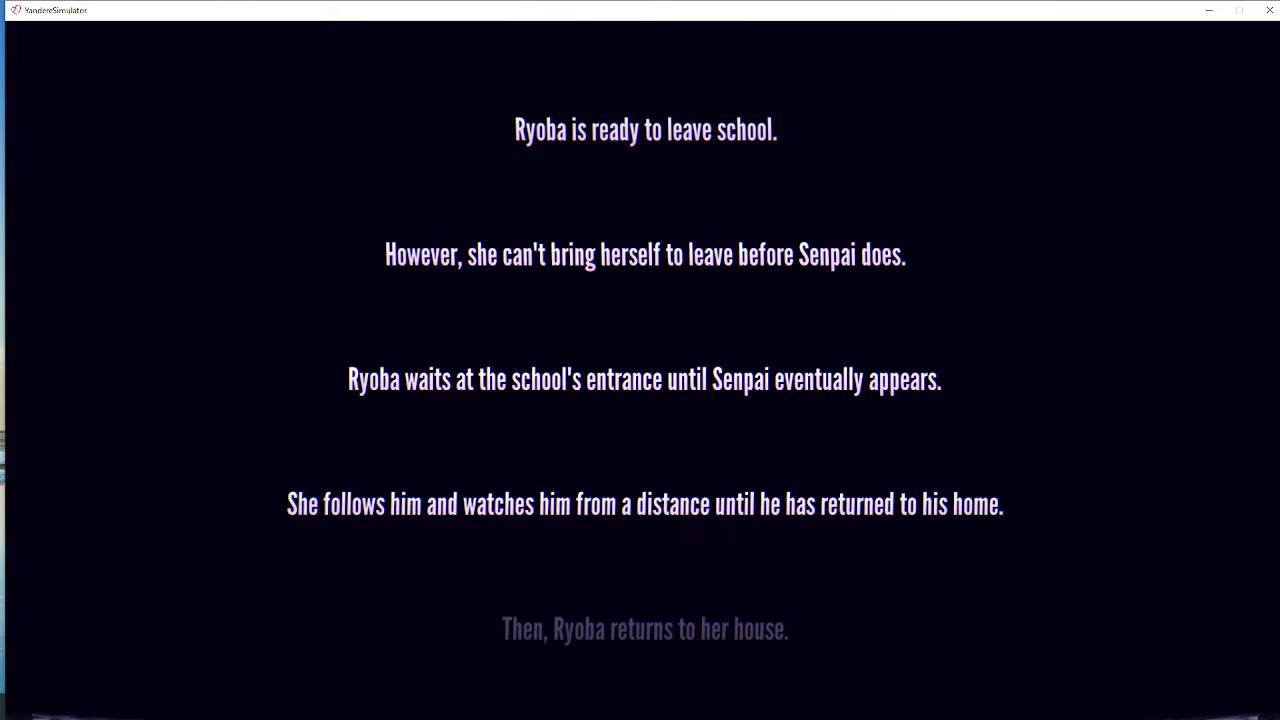 YandereSimulator
Ryoba is ready to leave school.
However, she can't bring herself to leave before Senpai does.
Ryoba waits at the school's entrance until Senpai eventually appears.
She follows him and watches him from a distance until he has returned to his home.
Then, Ryoba returns to her house.